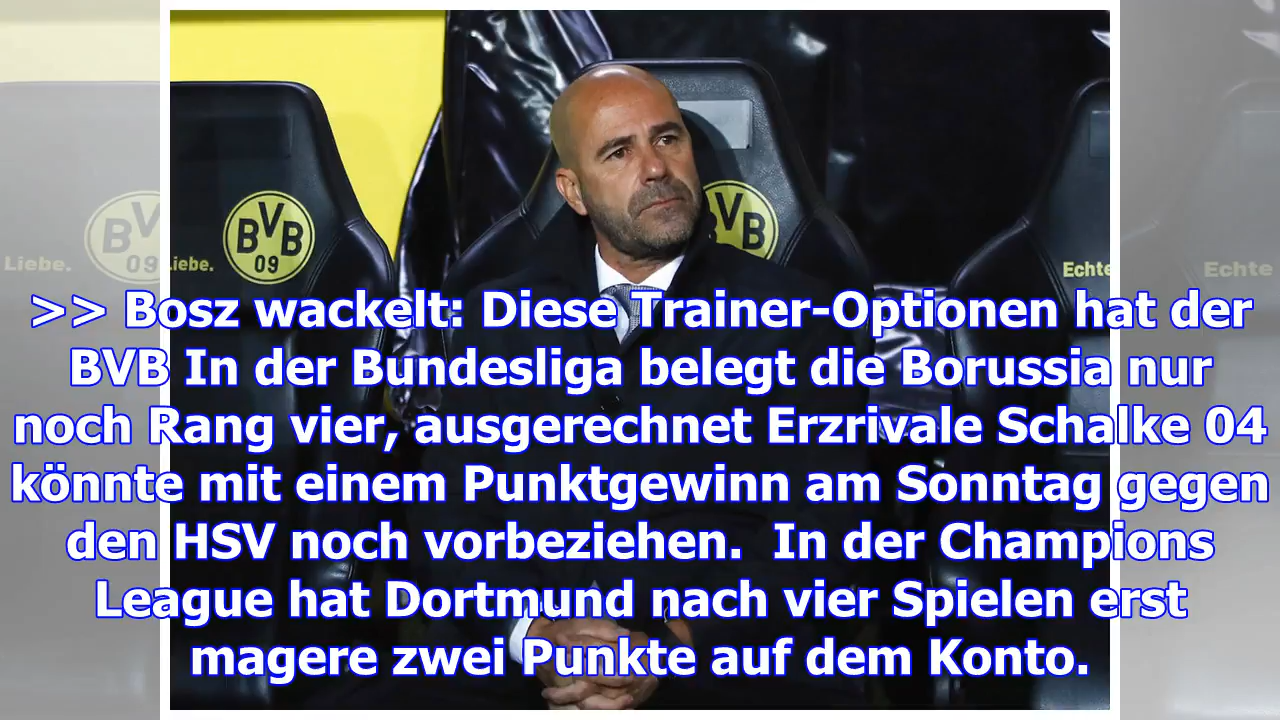 BVB
09
Liebe.
BVB
09
Liebe.
BVB
Echte
Echte
>> Bosz wackelt: Diese Trainer-Optionen hat der
BVB In der Bundesliga belegt die Borussia nur
noch Rang vier, ausgerechnet Erzrivale Schalke 04
könnte mit einem Punktgewinn am Sonntag gegen
den HSV noch vorbeziehen.  In der Champions
League hat Dortmund nach vier Spielen erst
magere zwei Punkte auf dem Konto.